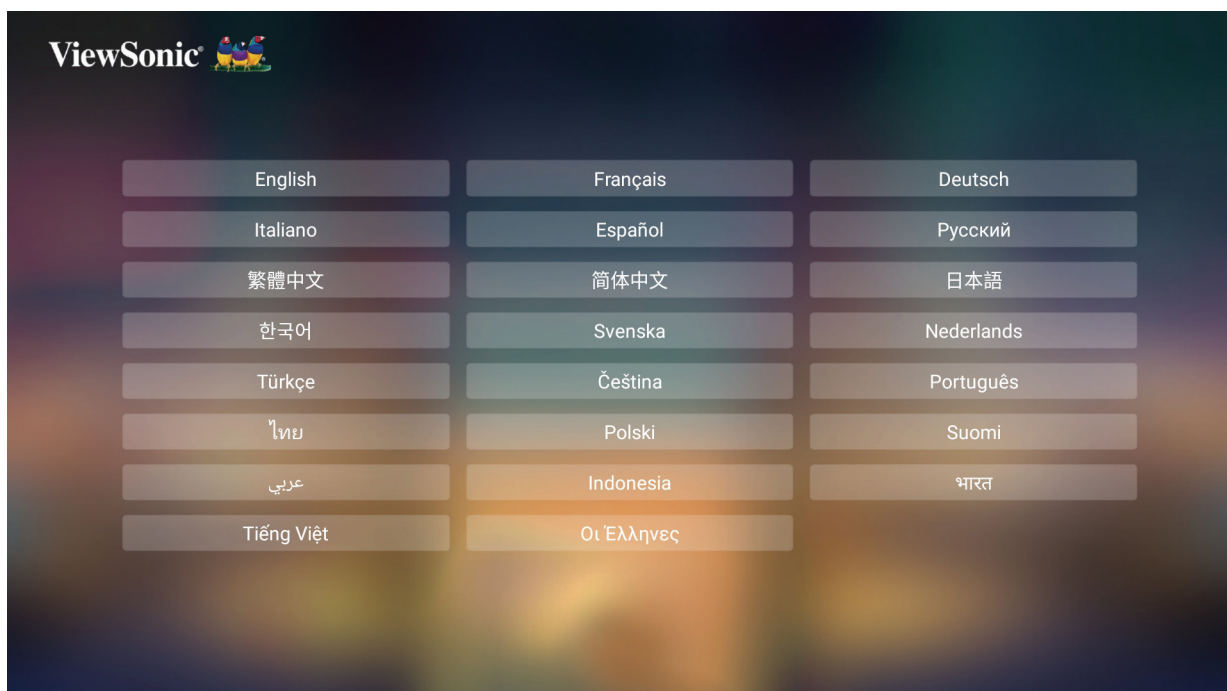 ViewSonic®
English Français Deutsch
Italiano Español Русский
繁體中文 简体中文 日本語
한국어 Svenska Nederlands
Türkçe Čeština Português
ไทย Polski Suomi
عربي Indonesia भारत
Tiếng Việt Οι Έλληνες